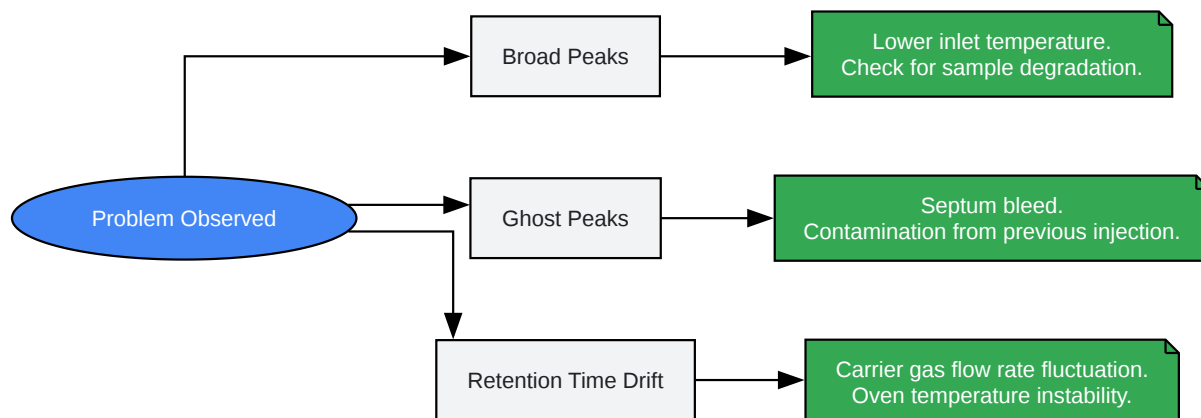 Broad Peaks
Lower inlet temperature.
Check for sample degradation.
Problem Observed
Ghost Peaks
Septum bleed.
Contamination from previous injection.
Retention Time Drift
Carrier gas flow rate fluctuation.
Oven temperature instability.